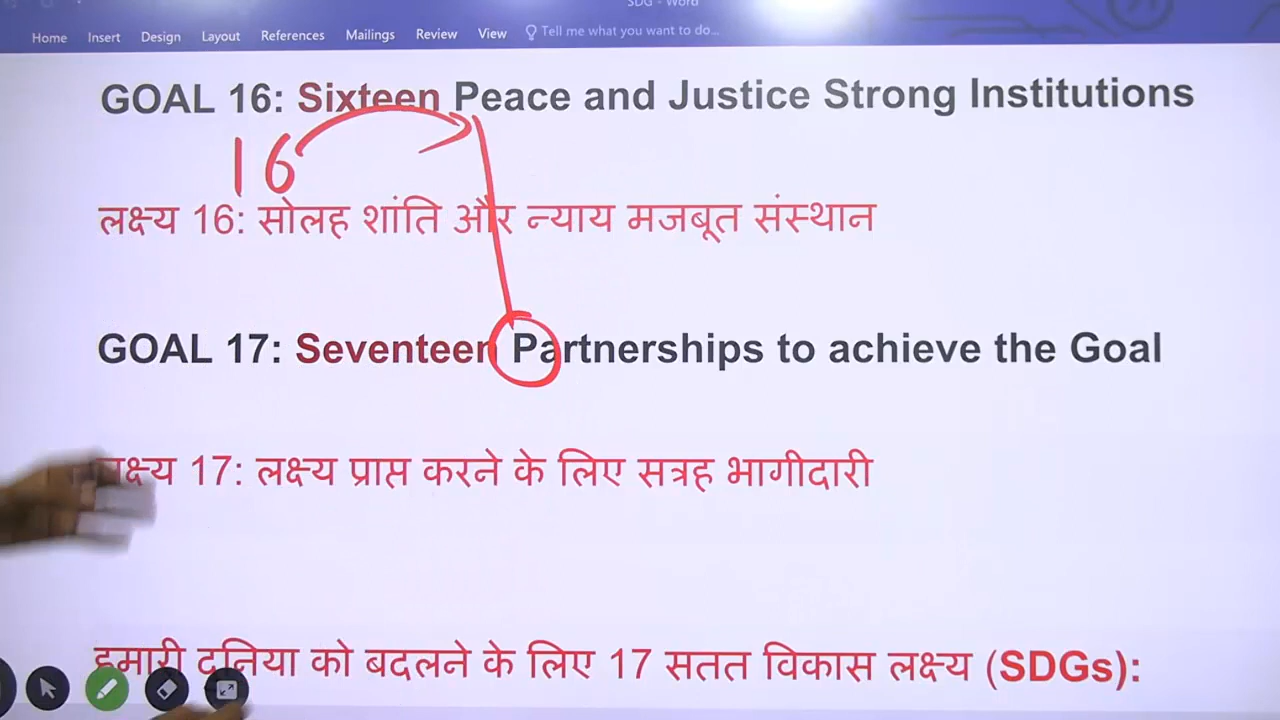 SDG - Word
Home Insert Design Layout References Mailings Review View Tell me what you want to do...
GOAL 16: Sixteen Peace and Justice Strong Institutions
16
लक्ष्य 16: सोलह शांति और न्याय मजबूत संस्थान
GOAL 17: Seventeen Partnerships to achieve the Goal
लक्ष्य 17: लक्ष्य प्राप्त करने के लिए सत्रह भागीदारी
हमारी दुनिया को बदलने के लिए 17 सतत विकास लक्ष्य (SDGs):